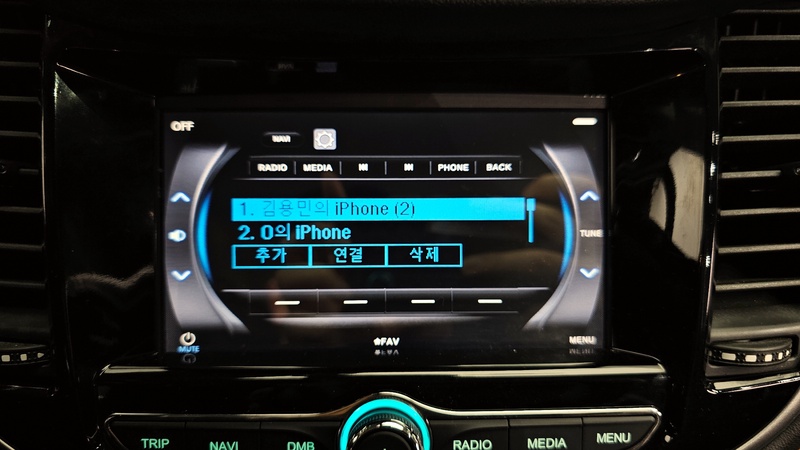 OFF
NAVI
RADIO MEDIA ⏮ ⏭ PHONE BACK
1. 김용민의 iPhone (2)
2. O의 iPhone
추가 연결 삭제
TUNE
MUTE
FAV
MENU
TRIP NAVI DMB RADIO MEDIA MENU